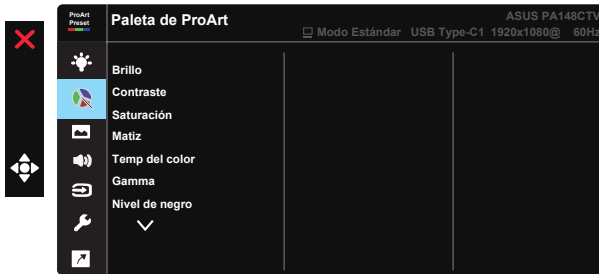 ProArt
Preset
Paleta de ProArt
ASUS PA148CTV
Modo Estándar USB Type-C1 1920x1080@ 60Hz
Brillo
Contraste
Saturación
Matiz
Temp del color
Gamma
Nivel de negro